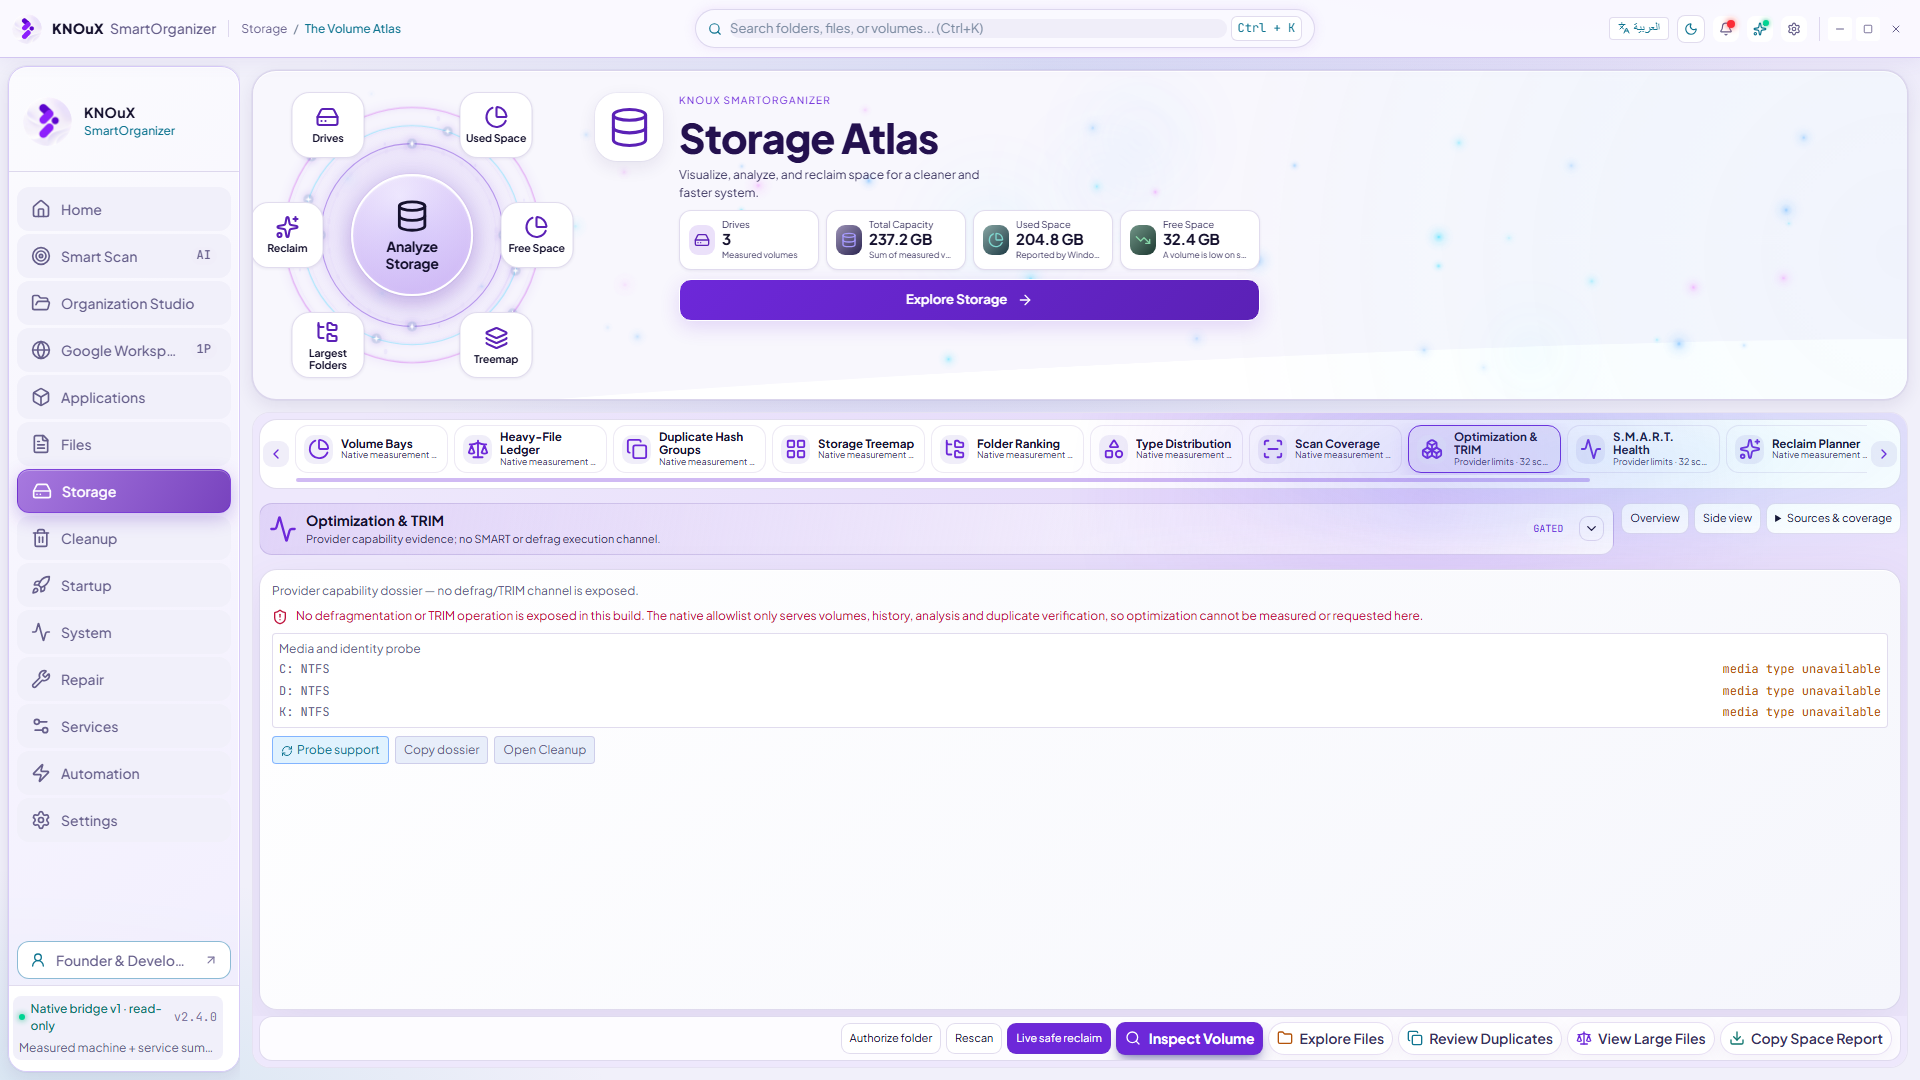 KNOuX SmartOrganizer
Storage / The Volume Atlas
Search folders, files, or volumes... (Ctrl+K)
Ctrl + K
العربية
KNOuX
SmartOrganizer
Home
Smart Scan AI
Organization Studio
Google Worksp... 1P
Applications
Files
Storage
Cleanup
Startup
System
Repair
Services
Automation
Settings
Founder & Develo...
Native bridge v1 · read-only
v2.4.0
Measured machine + service sum...
Drives
Used Space
Reclaim
Analyze Storage
Free Space
Largest Folders
Treemap
KNOUX SMARTORGANIZER
Storage Atlas
Visualize, analyze, and reclaim space for a cleaner and
faster system.
Drives
3
Measured volumes
Total Capacity
237.2 GB
Sum of measured v...
Used Space
204.8 GB
Reported by Windo...
Free Space
32.4 GB
A volume is low on s...
Explore Storage
Volume Bays
Native measurement ...
Heavy-File Ledger
Native measurement ...
Duplicate Hash Groups
Native measurement ...
Storage Treemap
Native measurement ...
Folder Ranking
Native measurement ...
Type Distribution
Native measurement ...
Scan Coverage
Native measurement ...
Optimization & TRIM
Provider limits · 32 sc...
S.M.A.R.T. Health
Provider limits · 32 sc...
Reclaim Planner
Native measurement ...
Optimization & TRIM
Provider capability evidence; no SMART or defrag execution channel.
GATED
Overview
Side view
Sources & coverage
Provider capability dossier — no defrag/TRIM channel is exposed.
No defragmentation or TRIM operation is exposed in this build. The native allowlist only serves volumes, history, analysis and duplicate verification, so optimization cannot be measured or requested here.
Media and identity probe
C: NTFS media type unavailable
D: NTFS media type unavailable
K: NTFS media type unavailable
Probe support
Copy dossier
Open Cleanup
Authorize folder
Rescan
Live safe reclaim
Inspect Volume
Explore Files
Review Duplicates
View Large Files
Copy Space Report